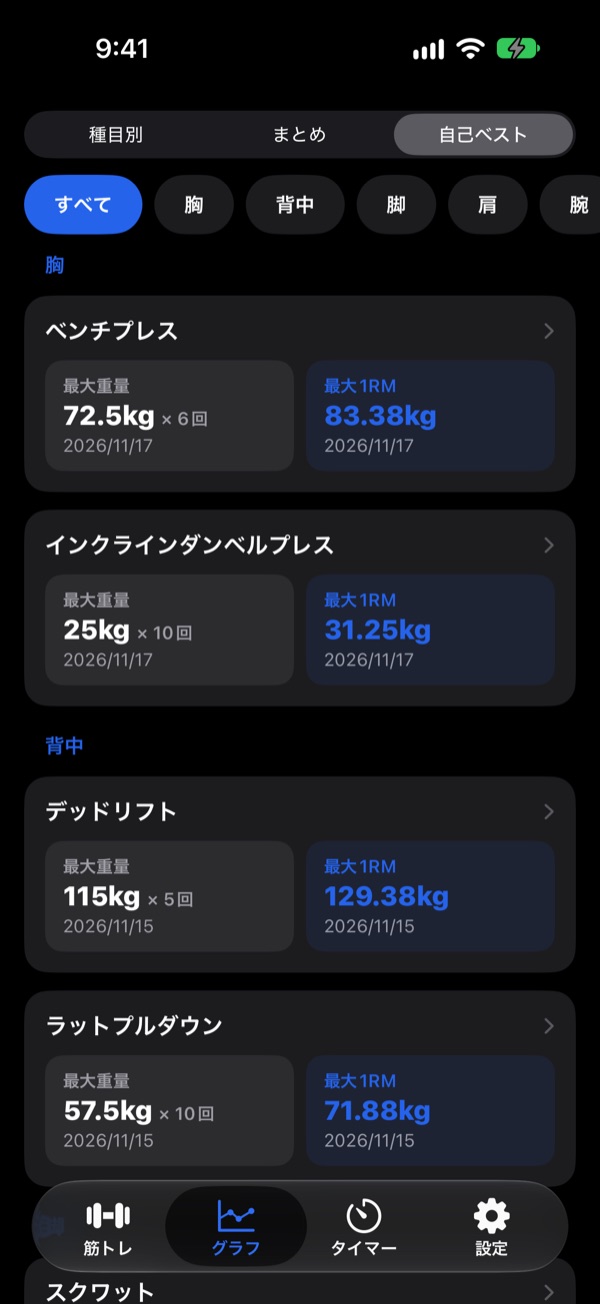 9:41
種目別 まとめ 自己ベスト
すべて 胸 背中 脚 肩 腕
胸
ベンチプレス
最大重量 最大1RM
72.5kg × 6回 83.38kg
2026/11/17 2026/11/17
インクラインダンベルプレス
最大重量 最大1RM
25kg × 10回 31.25kg
2026/11/17 2026/11/17
背中
デッドリフト
最大重量 最大1RM
115kg × 5回 129.38kg
2026/11/15 2026/11/15
ラットプルダウン
最大重量 最大1RM
57.5kg × 10回 71.88kg
2026/11/15 2026/11/15
筋トレ グラフ タイマー 設定
スクワット